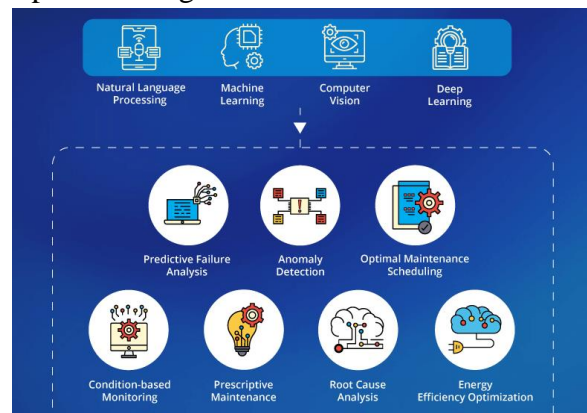 Natural Language
Processing
Machine
Learning
Computer
Vision
Deep
Learning
Predictive Failure
Analysis
Anomaly
Detection
Optimal Maintenance
Scheduling
Condition-based
Monitoring
Prescriptive
Maintenance
Root Cause
Analysis
Energy
Efficiency Optimization